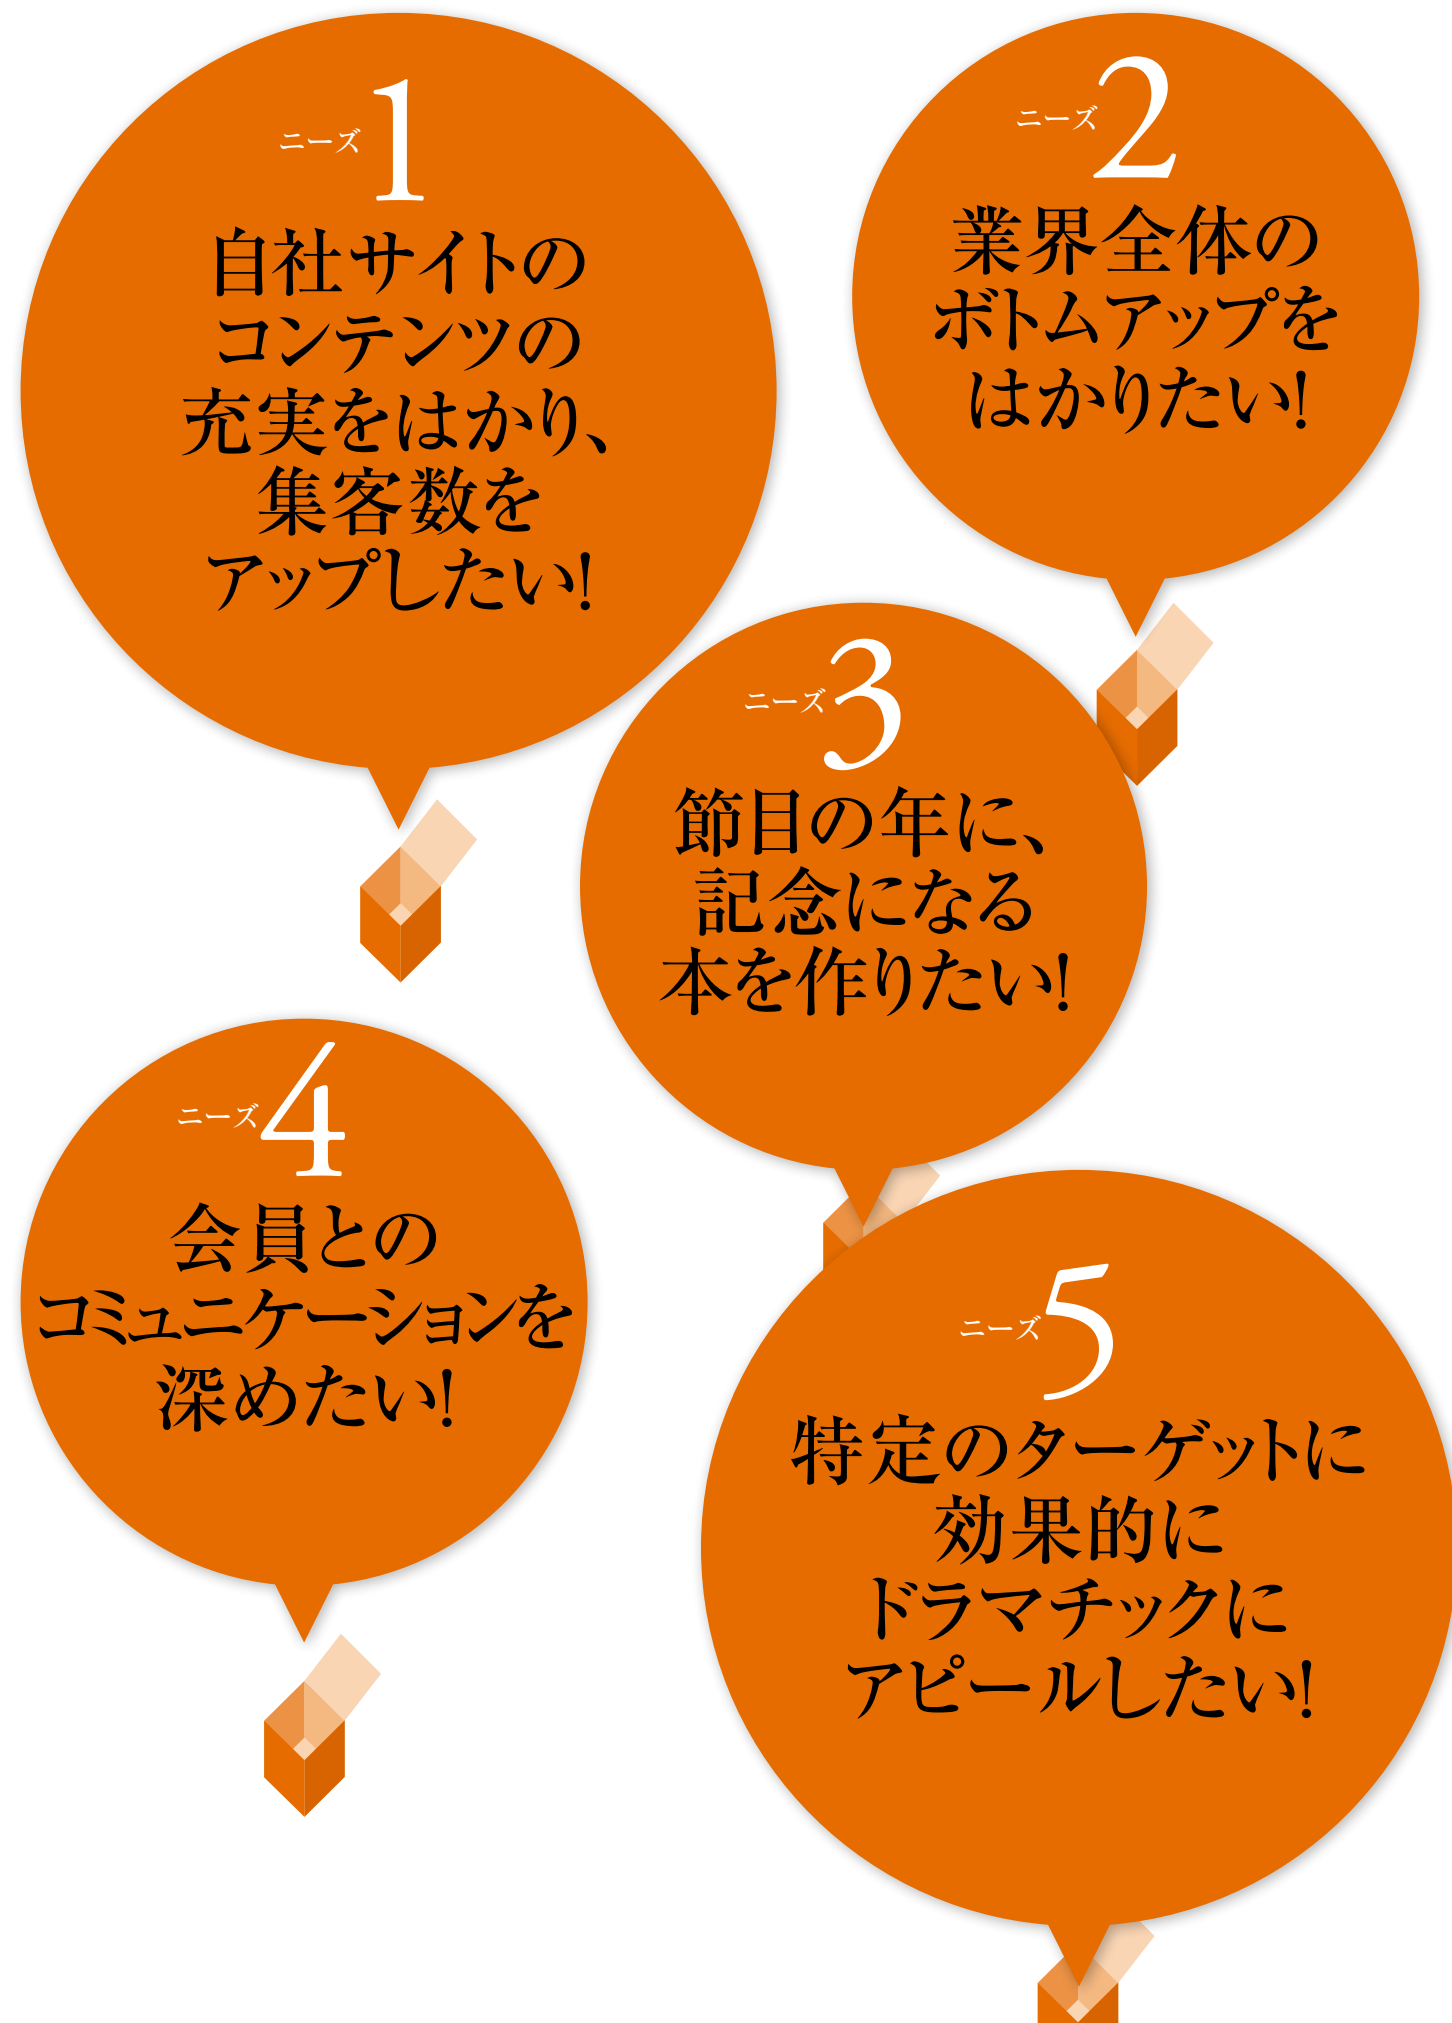 ニーズ1
自社サイトの
コンテンツの
充実をはかり、
集客数を
アップしたい!
ニーズ2
業界全体の
ボトムアップを
はかりたい!
ニーズ3
節目の年に、
記念になる
本を作りたい!
ニーズ4
会員との
コミュニケーションを
深めたい!
ニーズ5
特定のターゲットに
効果的に
ドラマチックに
アピールしたい!